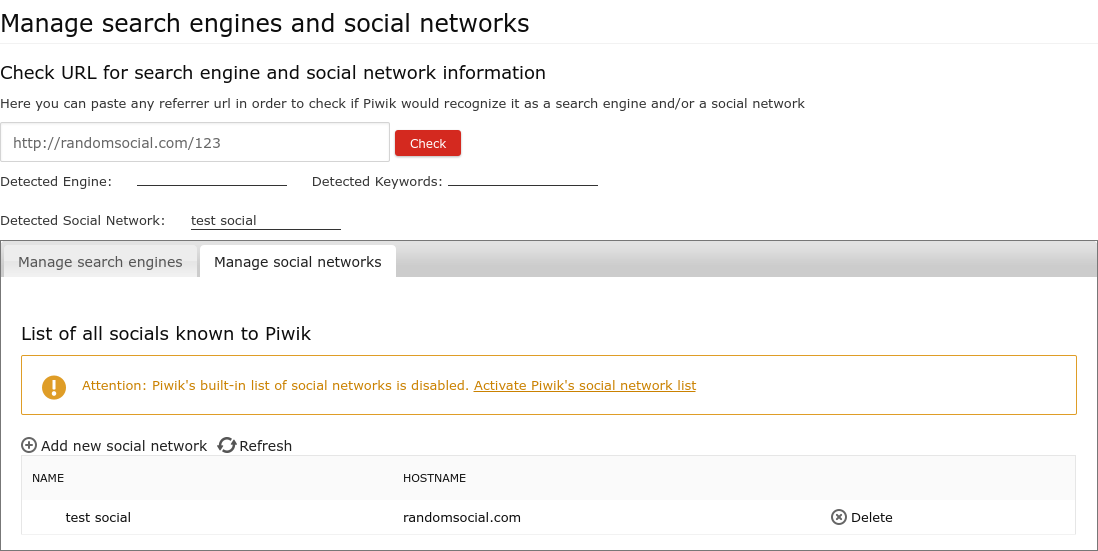 Manage search engines and social networks
Check URL for search engine and social network information
Here you can paste any referrer url in order to check if Piwik would recognize it as a search engine and/or a social network
http://randomsocial.com/123 Check
Detected Engine: Detected Keywords:
Detected Social Network: test social
Manage search engines Manage social networks
List of all socials known to Piwik
Attention: Piwik's built-in list of social networks is disabled. Activate Piwik's social network list
Add new social network Refresh
NAME HOSTNAME
test social randomsocial.com Delete